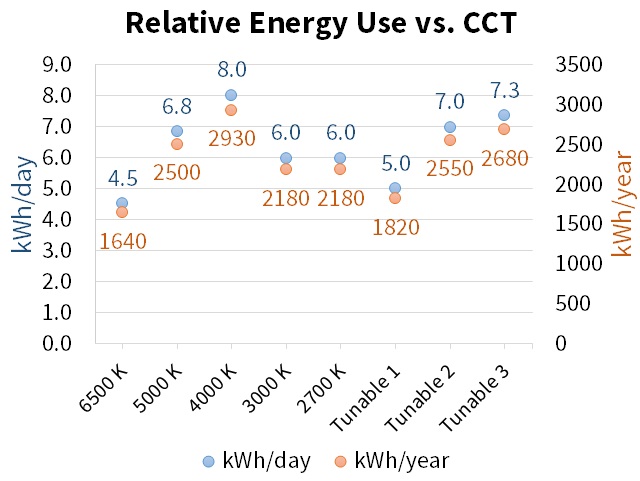 Relative Energy Use vs. CCT
9.0
8.0
7.0
6.0
5.0
4.0
3.0
2.0
1.0
0.0
kWh/day
3500
3000
2500
2000
1500
1000
500
0
kWh/year
4.5
6.8
8.0
6.0
6.0
5.0
7.0
7.3
1640
2500
2930
2180
2180
1820
2550
2680
6500 K
5000 K
4000 K
3000 K
2700 K
Tunable 1
Tunable 2
Tunable 3
kWh/day
kWh/year